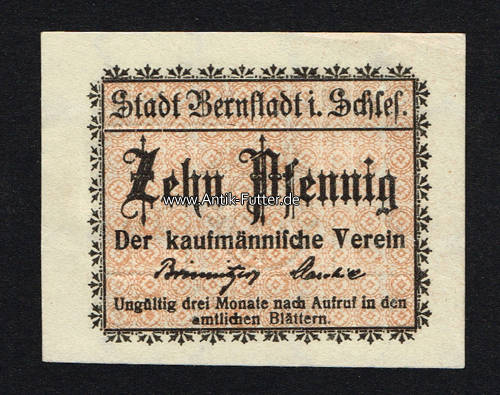 Stadt Bernstadt i. Schles.
Zehn Pfennig
www.Antik-Futter.de
Der kaufmännische Verein
Ungültig drei Monate nach Aufruf in den
amtlichen Blättern.